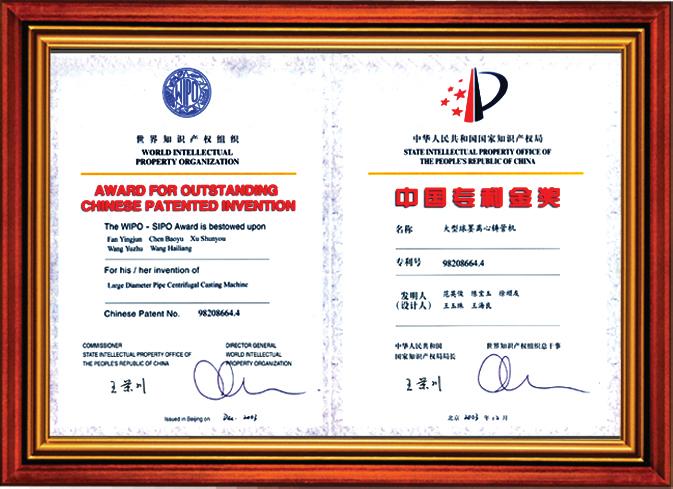 WIPO
世界知识产权组织
WORLD INTELLECTUAL
PROPERTY ORGANIZATION
AWARD FOR OUTSTANDING
CHINESE PATENTED INVENTION
The WIPO - SIPO Award is bestowed upon
Fan Yingjun Chen Baoyu Xu Shunyou
Wang Yuzhu Wang Hailiang
For his / her invention of
Large Diameter Pipe Centrifugal Casting Machine
Chinese Patent No. 98208664.4
COMMISSIONER
STATE INTELLECTUAL PROPERTY OFFICE OF
THE PEOPLE'S REPUBLIC OF CHINA
DIRECTOR GENERAL
WORLD INTELLECTUAL
PROPERTY ORGANIZATION
王景川
Issued in Beijing on Dec. 2003
中华人民共和国国家知识产权局
STATE INTELLECTUAL PROPERTY OFFICE OF
THE PEOPLE'S REPUBLIC OF CHINA
中国专利金奖
名称 大型球墨离心铸管机
专利号 98208664.4
发明人 范英俊 陈宝玉 徐顺友
(设计人) 王玉珠 王海良
中华人民共和国
国家知识产权局局长
世界知识产权组织总干事
王景川
北京 2003 年 12 月